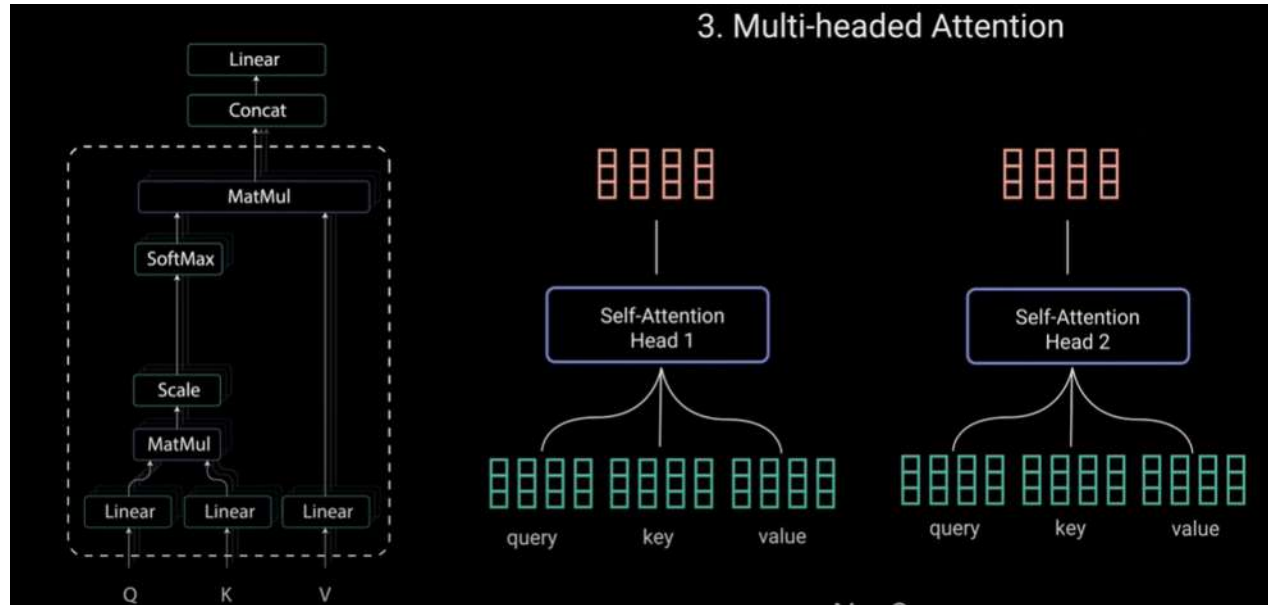 3. Multi-headed Attention
Linear
Concat
MatMul
SoftMax
Scale
MatMul
Linear Linear Linear
Q K V
Self-Attention
Head 1
query key value
Self-Attention
Head 2
query key value